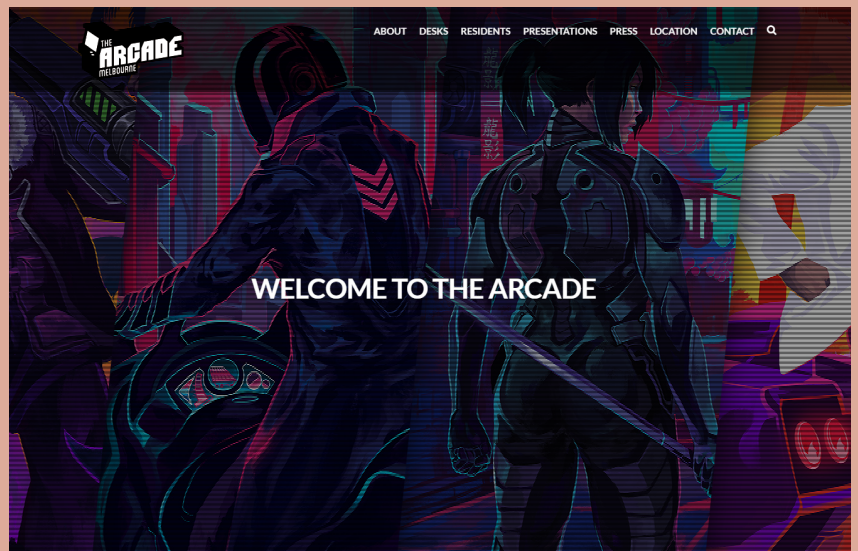 THE
ARCADE
MELBOURNE
ABOUT DESKS RESIDENTS PRESENTATIONS PRESS LOCATION CONTACT
WELCOME TO THE ARCADE